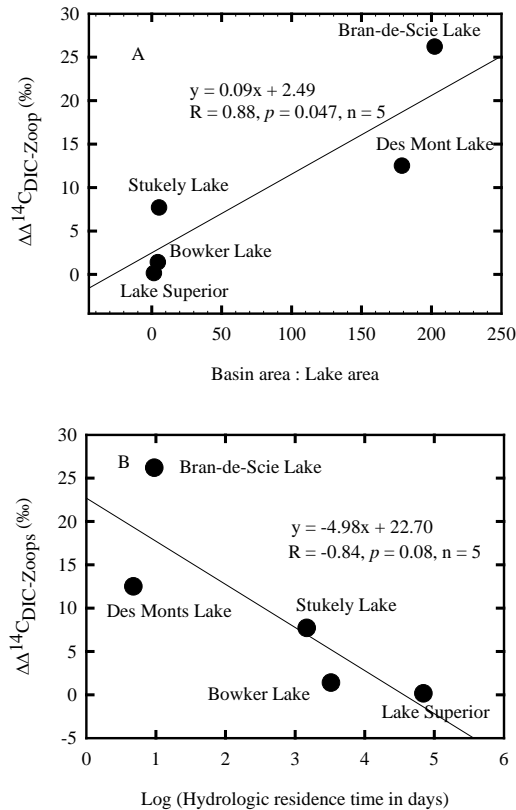 30
25
20
15
10
5
0
ΔΔ¹⁴C_DIC-Zoop (‰)
A
Bran-de-Scie Lake
y = 0.09x + 2.49
R = 0.88, p = 0.047, n = 5
Des Mont Lake
Stukely Lake
Bowker Lake
Lake Superior
0 50 100 150 200 250
Basin area : Lake area
30
25
20
15
10
5
0
-5
ΔΔ¹⁴C_DIC-Zoops (‰)
B
Bran-de-Scie Lake
y = -4.98x + 22.70
R = -0.84, p = 0.08, n = 5
Des Monts Lake
Stukely Lake
Bowker Lake
Lake Superior
0 1 2 3 4 5 6
Log (Hydrologic residence time in days)